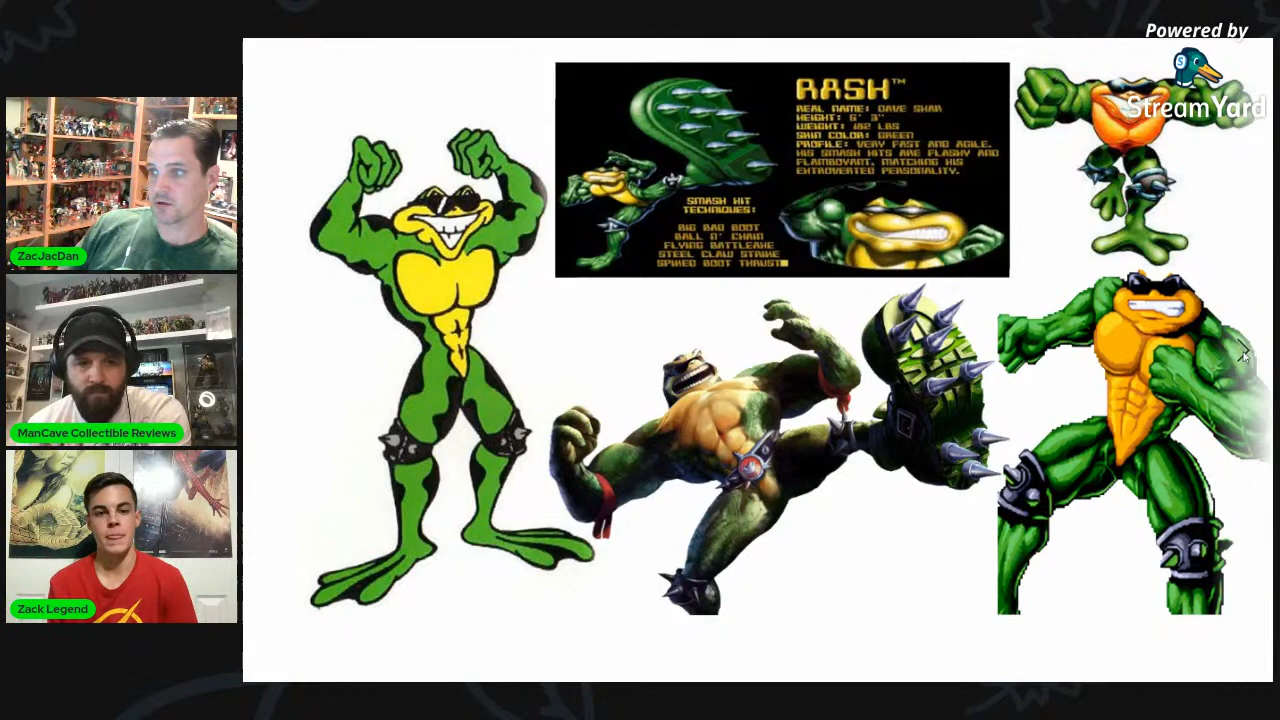 Powered by
StreamYard
RASH™
REAL NAME: DAVE SHAR
HEIGHT: 6' 3"
WEIGHT: 182 LBS
SKIN COLOR: GREEN
PROFILE: VERY FAST AND AGILE.
HIS SMASH HITS ARE FLASHY AND
FLAMBOYANT, MATCHING HIS
EXTROVERTED PERSONALITY.
SMASH HIT
TECHNIQUES:
BIG BAD BOOT
BALL N' CHAIN
FLYING BATTLEAXE
STEEL CLAW STRIKE
SPIKED BOOT THRUST
ZacJacDan
ManCave Collectible Reviews
Zack Legend